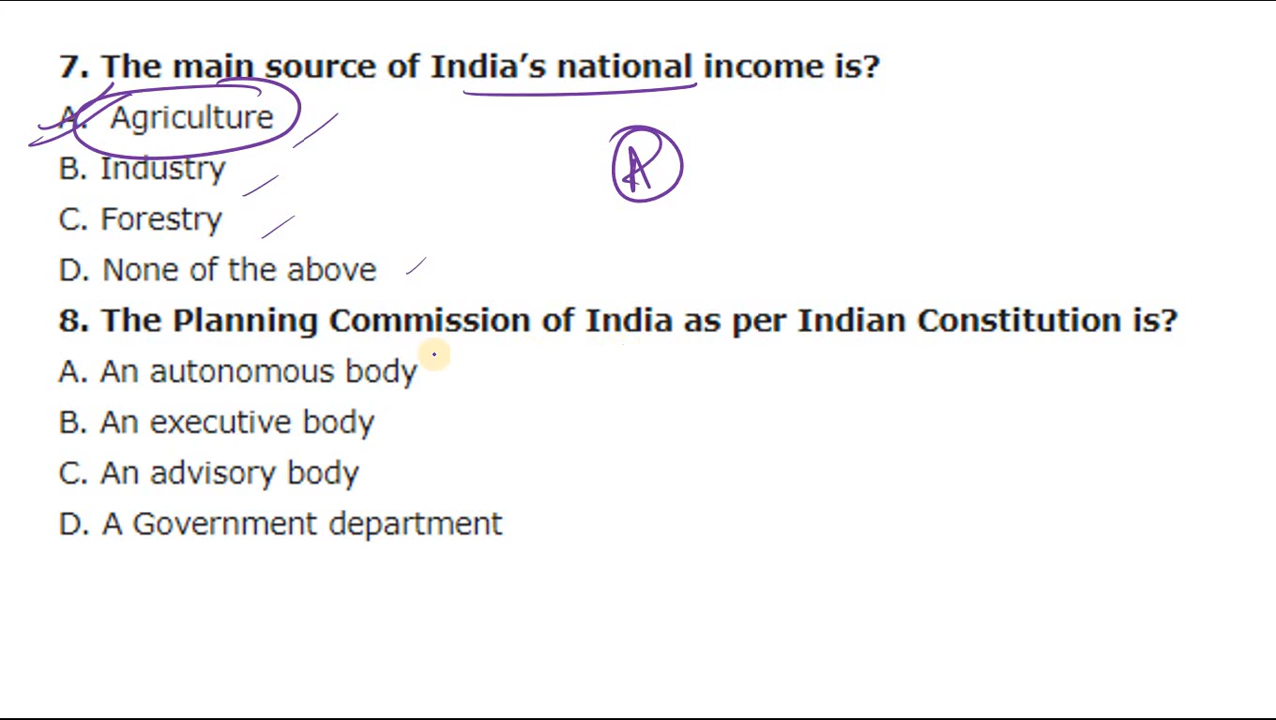 7. The main source of India’s national income is?
A. Agriculture
A
B. Industry
C. Forestry
D. None of the above
8. The Planning Commission of India as per Indian Constitution is?
A. An autonomous body
B. An executive body
C. An advisory body
D. A Government department